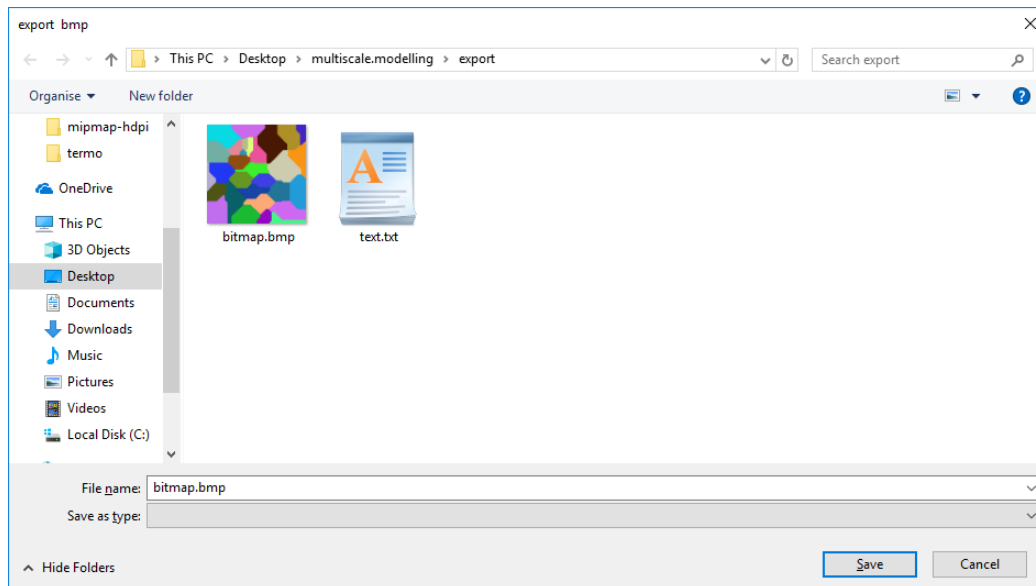 export bmp
This PC > Desktop > multiscale.modelling > export
Search export
Organise
New folder
?
mipmap-hdpi
termo
OneDrive
This PC
3D Objects
Desktop
Documents
Downloads
Music
Pictures
Videos
Local Disk (C:)
A
bitmap.bmp
text.txt
File name: bitmap.bmp
Save as type:
Hide Folders
Save
Cancel